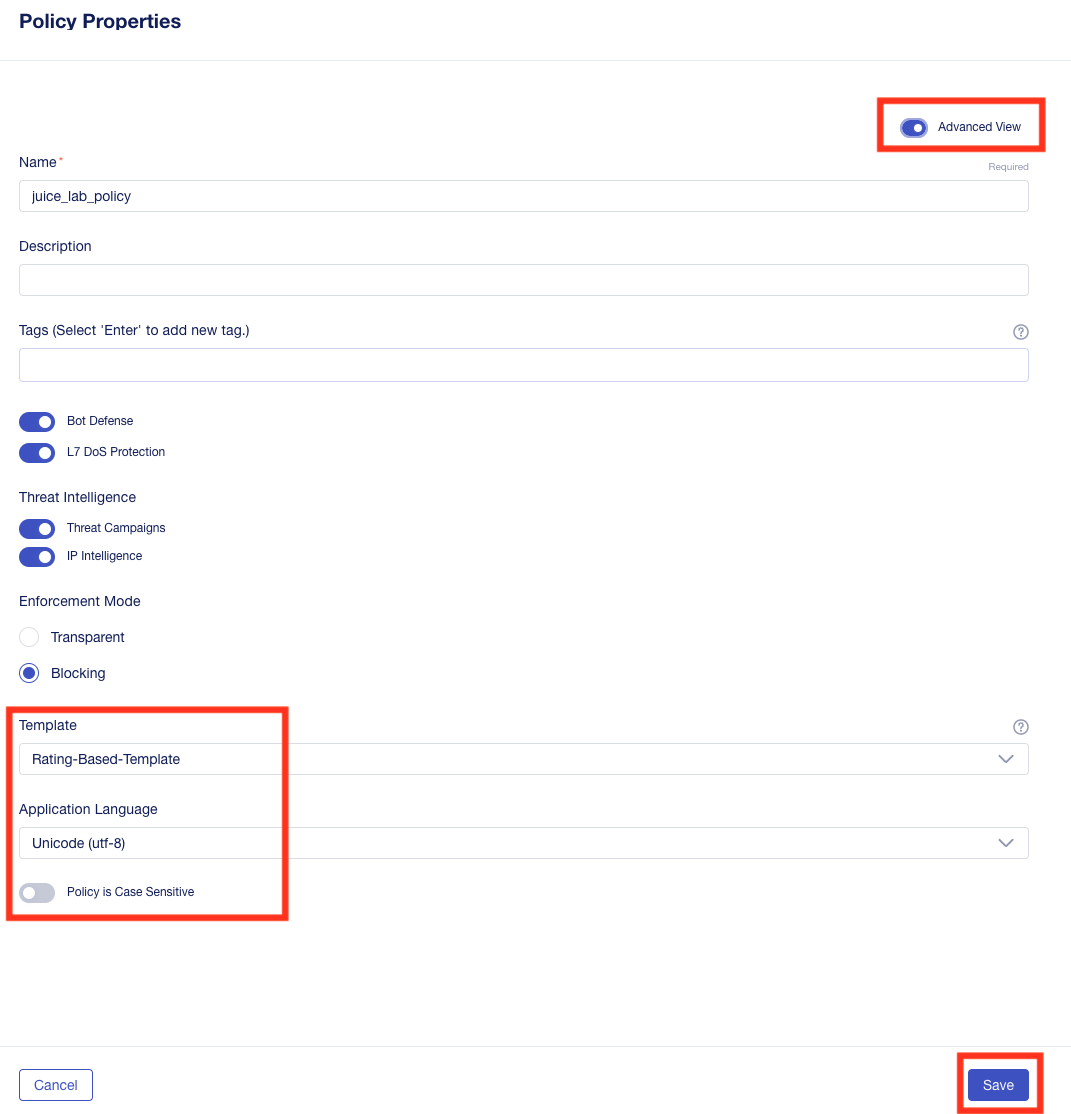 Policy Properties
Advanced View
Name*
Required
juice_lab_policy
Description
Tags (Select 'Enter' to add new tag.)
?
Bot Defense
L7 DoS Protection
Threat Intelligence
Threat Campaigns
IP Intelligence
Enforcement Mode
Transparent
Blocking
Template
?
Rating-Based-Template
Application Language
Unicode (utf-8)
Policy is Case Sensitive
Cancel
Save